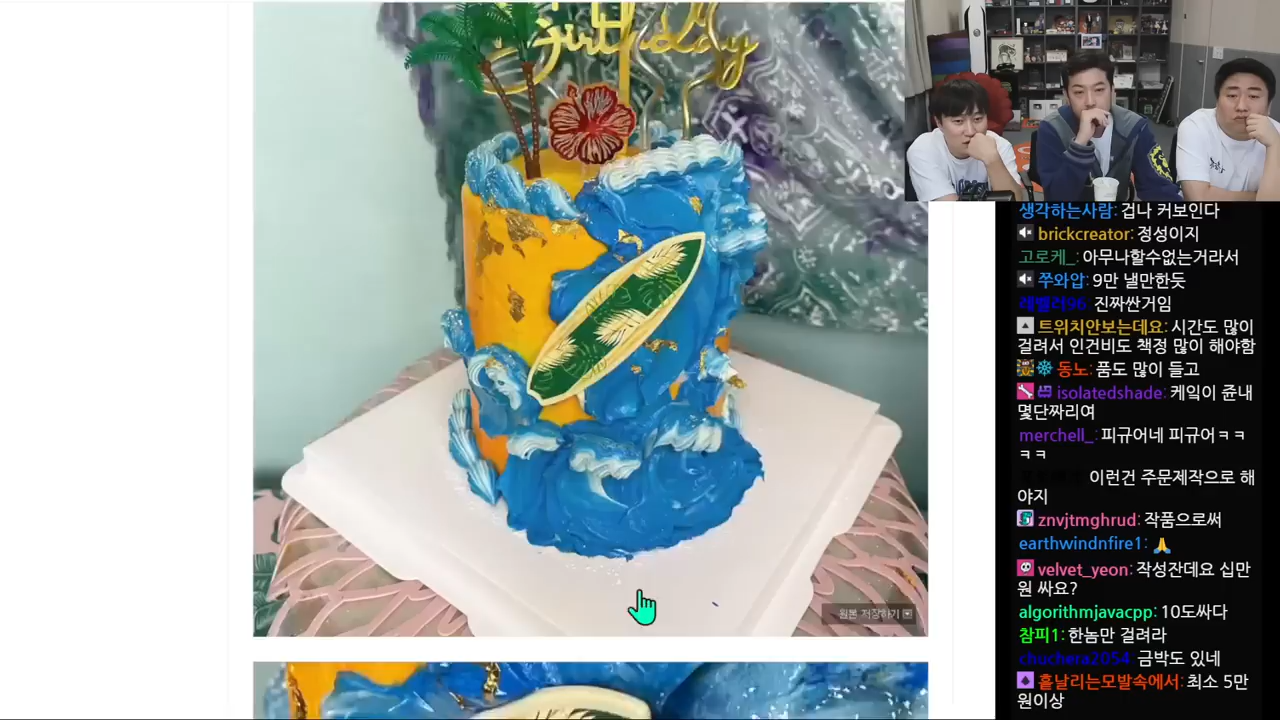 Birthday
생각하는사람: 겁나 커보인다
brickcreator: 정성이지
고로케_: 아무나할수없는거라서
쭈와압: 9만 낼만한듯
레벨러96: 진짜싼거임
트위치안보는데요: 시간도 많이
걸려서 인건비도 책정 많이 해야함
동노: 품도 많이 들고
isolatedshade: 케잌이 쥰내
몇단짜리여
merchell_: 피규어네 피규어ㅋㅋ
ㅋㅋ
이런건 주문제작으로 해
야지
znvjtmghrud: 작품으로써
earthwindnfire1: 🙏
velvet_yeon: 작성잔데요 십만
원 싸요?
algorithmjavacpp: 10도싸다
참피1: 한놈만 걸려라
chuchera2054: 금박도 있네
흩날리는모발속에서: 최소 5만
원이상
원본 저장하기